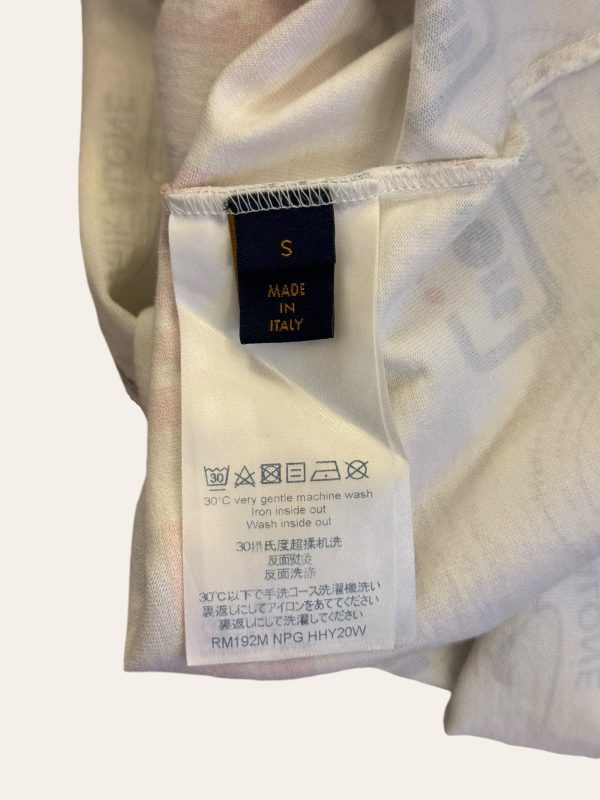 S
MADE
IN
ITALY
30
30°C very gentle machine wash
Iron inside out
Wash inside out
30摄氏度超柔机洗
反面熨烫
反面洗涤
30℃以下で手洗コース洗濯機洗い
裏返しにしてアイロンをあててください
裏返しにして洗濯してください
RM192M NPG HHY20W